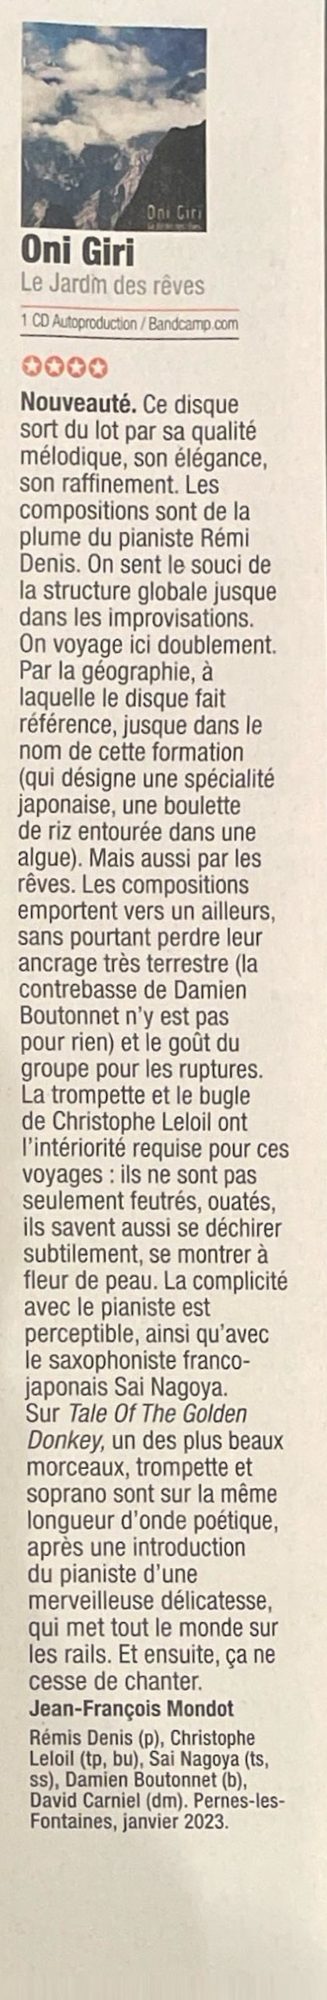 Oni Giri
Oni Giri
Le Jardin des rêves
1 CD Autoproduction / Bandcamp.com
Nouveauté. Ce disque
sort du lot par sa qualité
mélodique, son élégance,
son raffinement. Les
compositions sont de la
plume du pianiste Rémi
Denis. On sent le souci de
la structure globale jusque
dans les improvisations.
On voyage ici doublement.
Par la géographie, à
laquelle le disque fait
référence, jusque dans le
nom de cette formation
(qui désigne une spécialité
japonaise, une boulette
de riz entourée dans une
algue). Mais aussi par les
rêves. Les compositions
emportent vers un ailleurs,
sans pourtant perdre leur
ancrage très terrestre (la
contrebasse de Damien
Boutonnet n'y est pas
pour rien) et le goût du
groupe pour les ruptures.
La trompette et le bugle
de Christophe Leloil ont
l'intériorité requise pour ces
voyages : ils ne sont pas
seulement feutrés, ouatés,
ils savent aussi se déchirer
subtilement, se montrer à
fleur de peau. La complicité
avec le pianiste est
perceptible, ainsi qu'avec
le saxophoniste franco-
japonais Sai Nagoya.
Sur Tale Of The Golden
Donkey, un des plus beaux
morceaux, trompette et
soprano sont sur la même
longueur d'onde poétique,
après une introduction
du pianiste d'une
merveilleuse délicatesse,
qui met tout le monde sur
les rails. Et ensuite, ça ne
cesse de chanter.
Jean-François Mondot
Rémis Denis (p), Christophe
Leloil (tp, bu), Sai Nagoya (ts,
ss), Damien Boutonnet (b),
David Carniel (dm). Pernes-les-
Fontaines, janvier 2023.